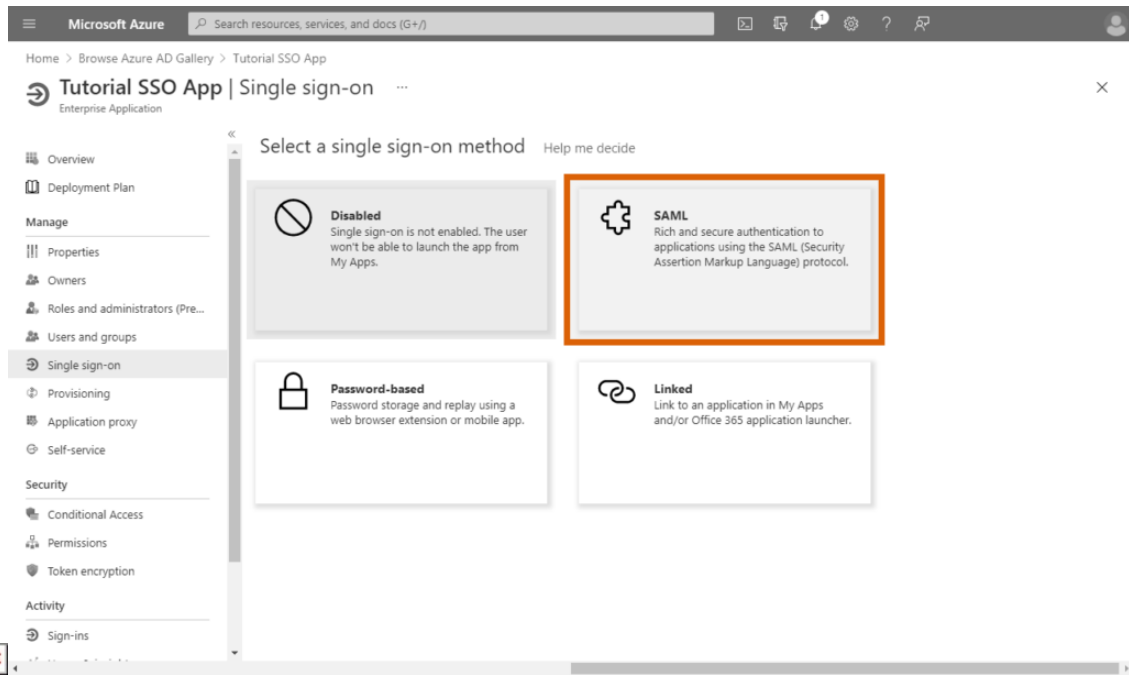 Microsoft Azure
Search resources, services, and docs (G+/)
1
Home > Browse Azure AD Gallery > Tutorial SSO App
Tutorial SSO App | Single sign-on ...
Enterprise Application
Overview
Deployment Plan
Manage
Properties
Owners
Roles and administrators (Pre...
Users and groups
Single sign-on
Provisioning
Application proxy
Self-service
Security
Conditional Access
Permissions
Token encryption
Activity
Sign-ins
Select a single sign-on method Help me decide
Disabled
Single sign-on is not enabled. The user
won't be able to launch the app from
My Apps.
SAML
Rich and secure authentication to
applications using the SAML (Security
Assertion Markup Language) protocol.
Password-based
Password storage and replay using a
web browser extension or mobile app.
Linked
Link to an application in My Apps
and/or Office 365 application launcher.